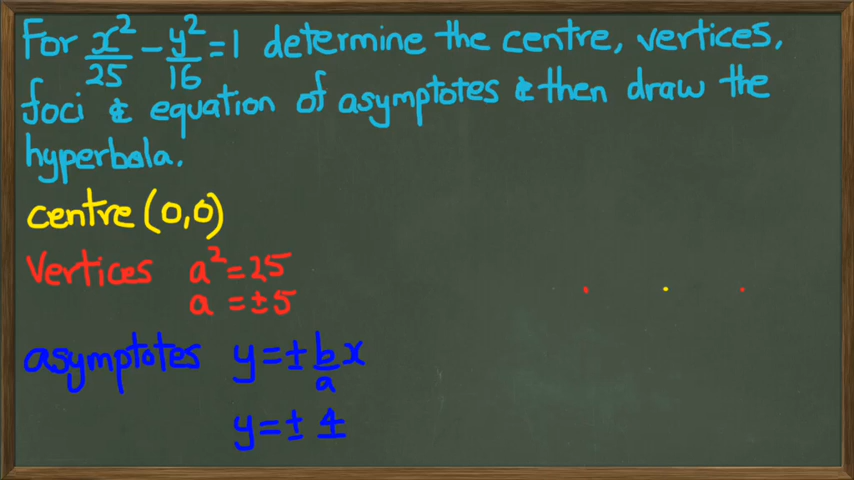 For x²/25 - y²/16 = 1 determine the centre, vertices,
foci & equation of asymptotes & then draw the
hyperbola.
centre (0,0)
Vertices a² = 25
a = ±5
asymptotes y = ± b/a x
y = ± 4